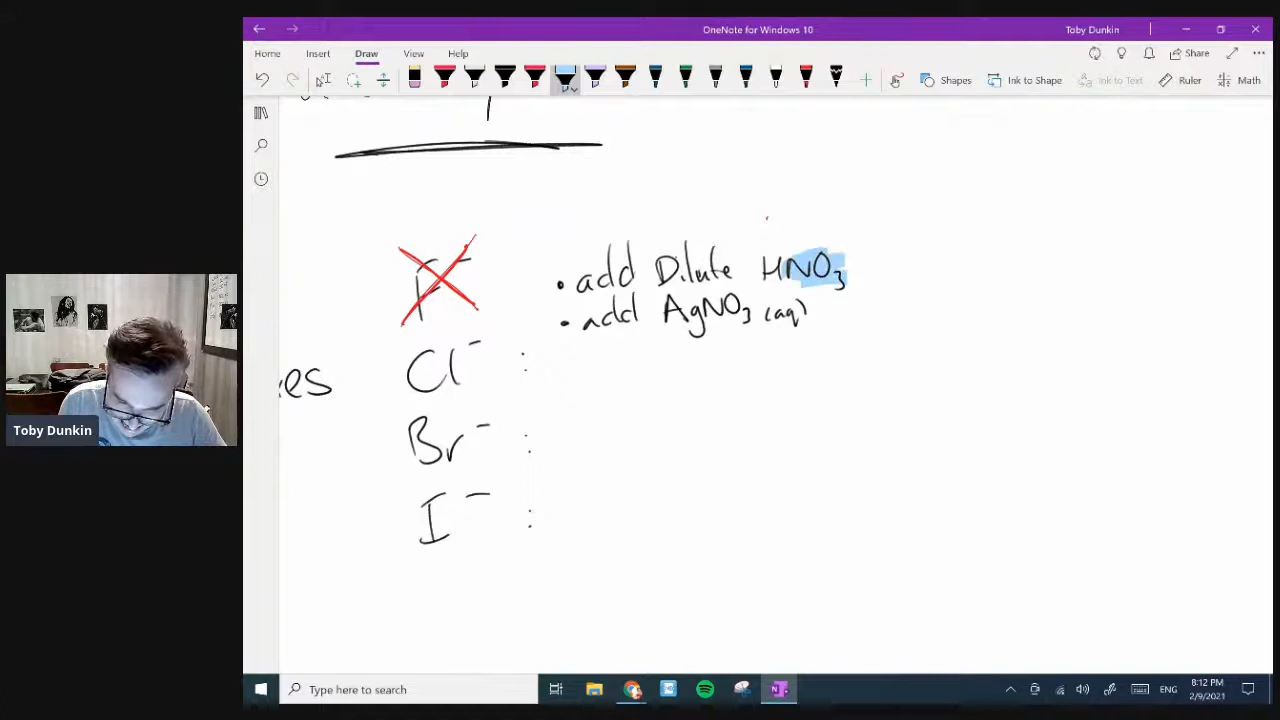 OneNote for Windows 10
Toby Dunkin
Home Insert Draw View Help
Share
Shapes Ink to Shape Ink to Text Ruler Math
F⁻
• add Dilute HNO₃
• add AgNO₃ (aq)
Cl⁻ :
es
Br⁻ :
I⁻ :
Toby Dunkin
Type here to search
ENG
8:12 PM
2/9/2021